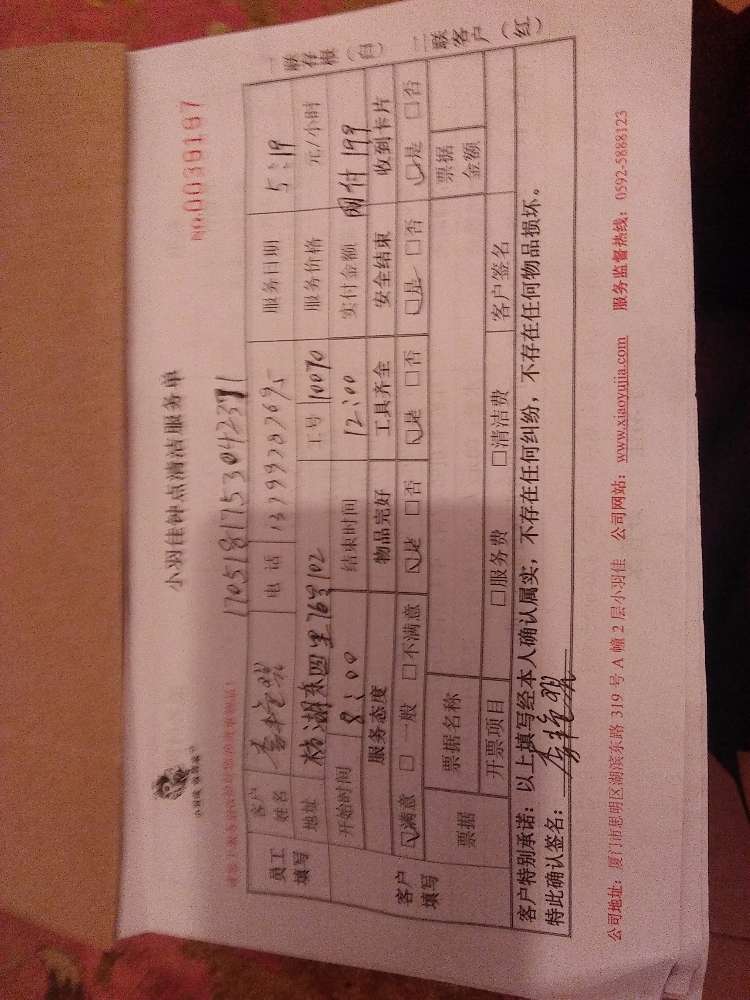 小羽佳钟点清洁服务单
NO.0030197
1705181753042371
员工填写 客户姓名 电话 服务日期 5:19
地址 枋湖东四里763102 工号 10070 服务价格 元/小时
开始时间 8:00 结束时间 12:00 实付金额 网付199
客户填写 服务态度 物品完好 工具齐全 安全结束 收到卡片
☑满意 □一般 □不满意 ☑是 □否 ☑是 □否 ☑是 □否 ☑是 □否
票据 票据名称 票据金额
开票项目 □服务费 □清洁费 客户签名
客户特别承诺:以上填写经本人确认属实,不存在任何纠纷,不存在任何物品损坏。
特此确认签名:
公司地址:厦门市思明区湖滨东路 319 号 A 幢 2 层小羽佳 公司网站:www.xiaoyujia.com 服务监督热线:0592-5888123
一联存根(白) 二联客户(红)